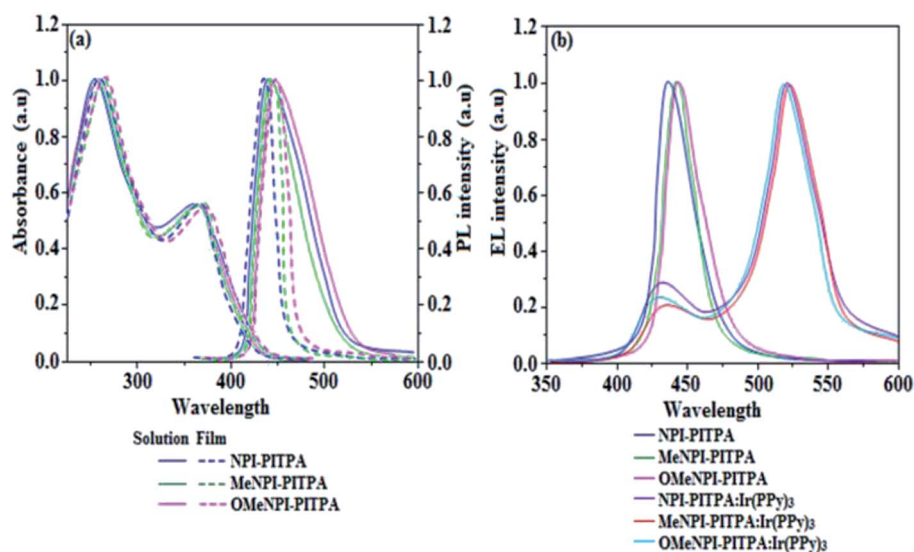 (a)
1.2
1.0
0.8
0.6
0.4
0.2
0.0
Absorbance (a.u)
1.2
1.0
0.8
0.6
0.4
0.2
0.0
PL intensity (a.u)
300 400 500 600
Wavelength
Solution Film
NPI-PITPA
MeNPI-PITPA
OMeNPI-PITPA
(b)
1.2
1.0
0.8
0.6
0.4
0.2
0.0
EL intensity (a.u)
350 400 450 500 550 600
Wavelength
NPI-PITPA
MeNPI-PITPA
OMeNPI-PITPA
NPI-PITPA:Ir(PPy)3
MeNPI-PITPA:Ir(PPy)3
OMeNPI-PITPA:Ir(PPy)3